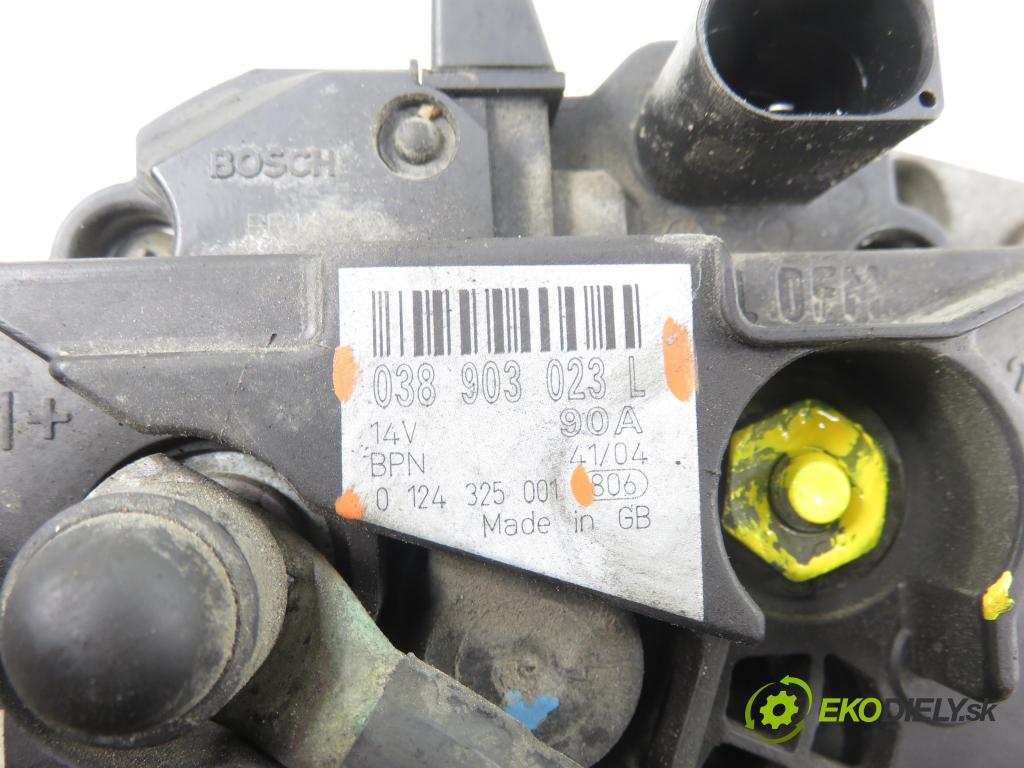 BOSCH
DFM
038 903 023 L
14V 90A
BPN 41/04
0 124 325 001 806
Made in GB
EKODIELY.sk